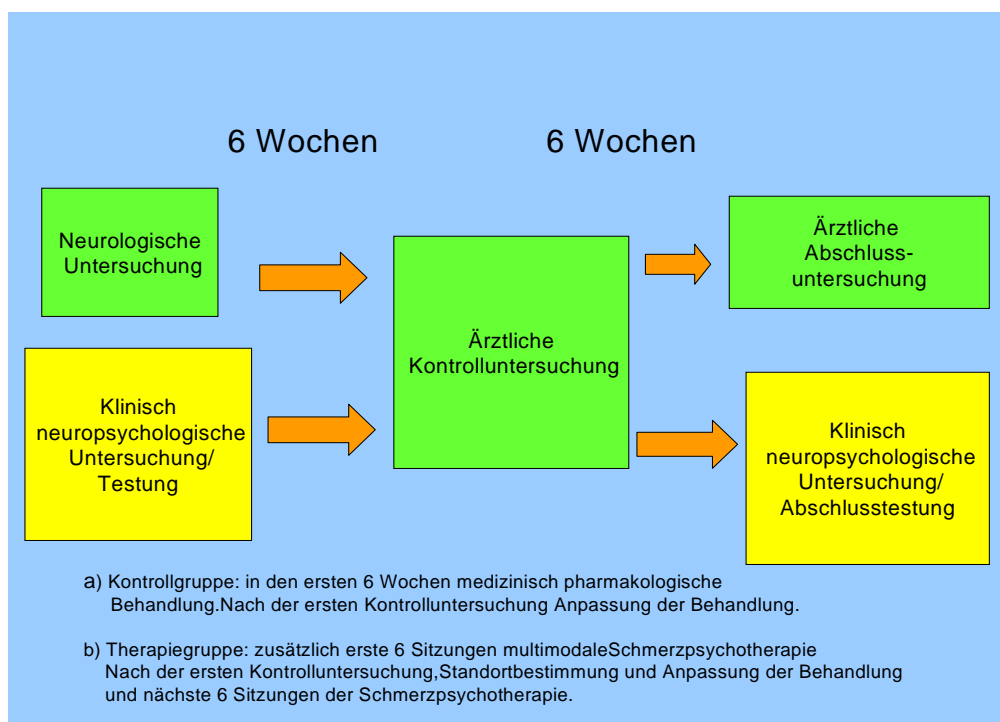 6 Wochen
6 Wochen
Neurologische
Untersuchung
Ärztliche
Abschluss-
untersuchung
Ärztliche
Kontrolluntersuchung
Klinisch
neuropsychologische
Untersuchung/
Testung
Klinisch
neuropsychologische
Untersuchung/
Abschlusstestung
a) Kontrollgruppe: in den ersten 6 Wochen medizinisch pharmakologische
Behandlung.Nach der ersten Kontrolluntersuchung Anpassung der Behandlung.
b) Therapiegruppe: zusätzlich erste 6 Sitzungen multimodaleSchmerzpsychotherapie
Nach der ersten Kontrolluntersuchung,Standortbestimmung und Anpassung der Behandlung
und nächste 6 Sitzungen der Schmerzpsychotherapie.